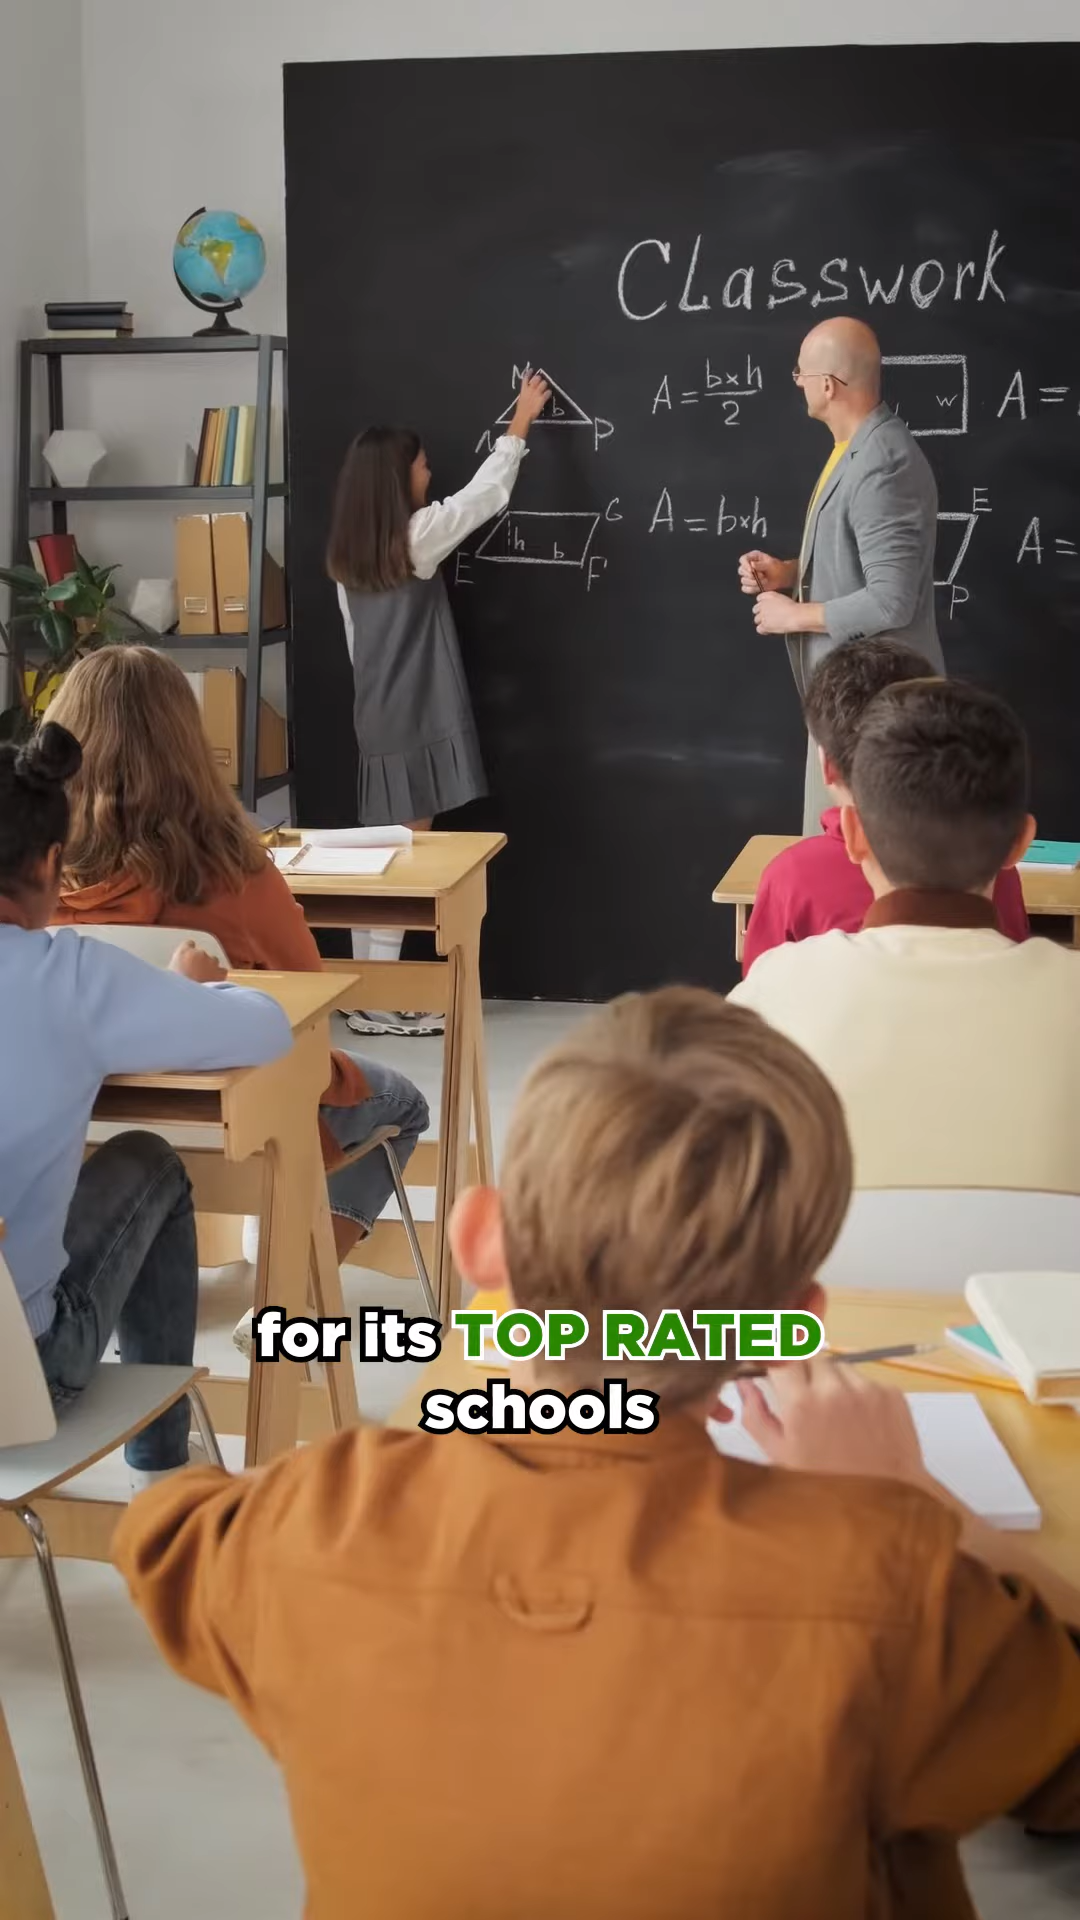 Classwork
M
b
N
P
A = b×h/2
w
A =
G
h b
E
F
A = b×h
E
A =
P
for its TOP RATED
schools